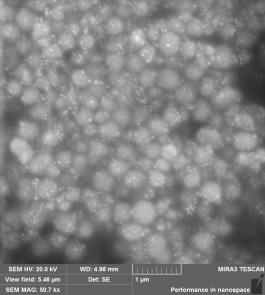 SEM HV: 20.0 kV WD: 4.98 mm MIRA3 TESCAN
View field: 5.46 µm Det: SE 1 µm
SEM MAG: 50.7 kx Performance in nanospace